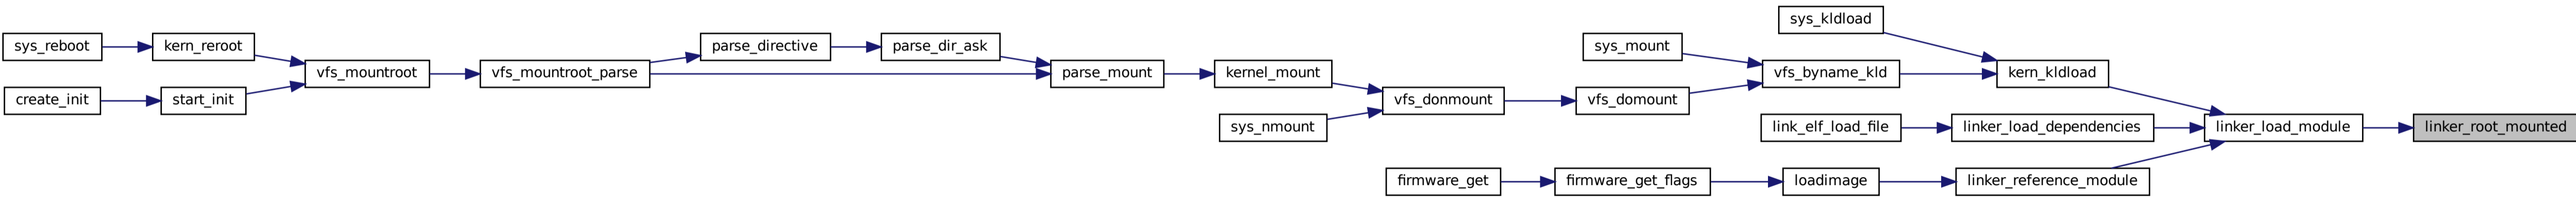 sys_kldload
sys_reboot
kern_reroot
parse_directive
parse_dir_ask
sys_mount
vfs_mountroot
vfs_mountroot_parse
parse_mount
kernel_mount
vfs_byname_kld
kern_kldload
create_init
start_init
vfs_donmount
vfs_domount
sys_nmount
link_elf_load_file
linker_load_dependencies
linker_load_module
linker_root_mounted
firmware_get
firmware_get_flags
loadimage
linker_reference_module